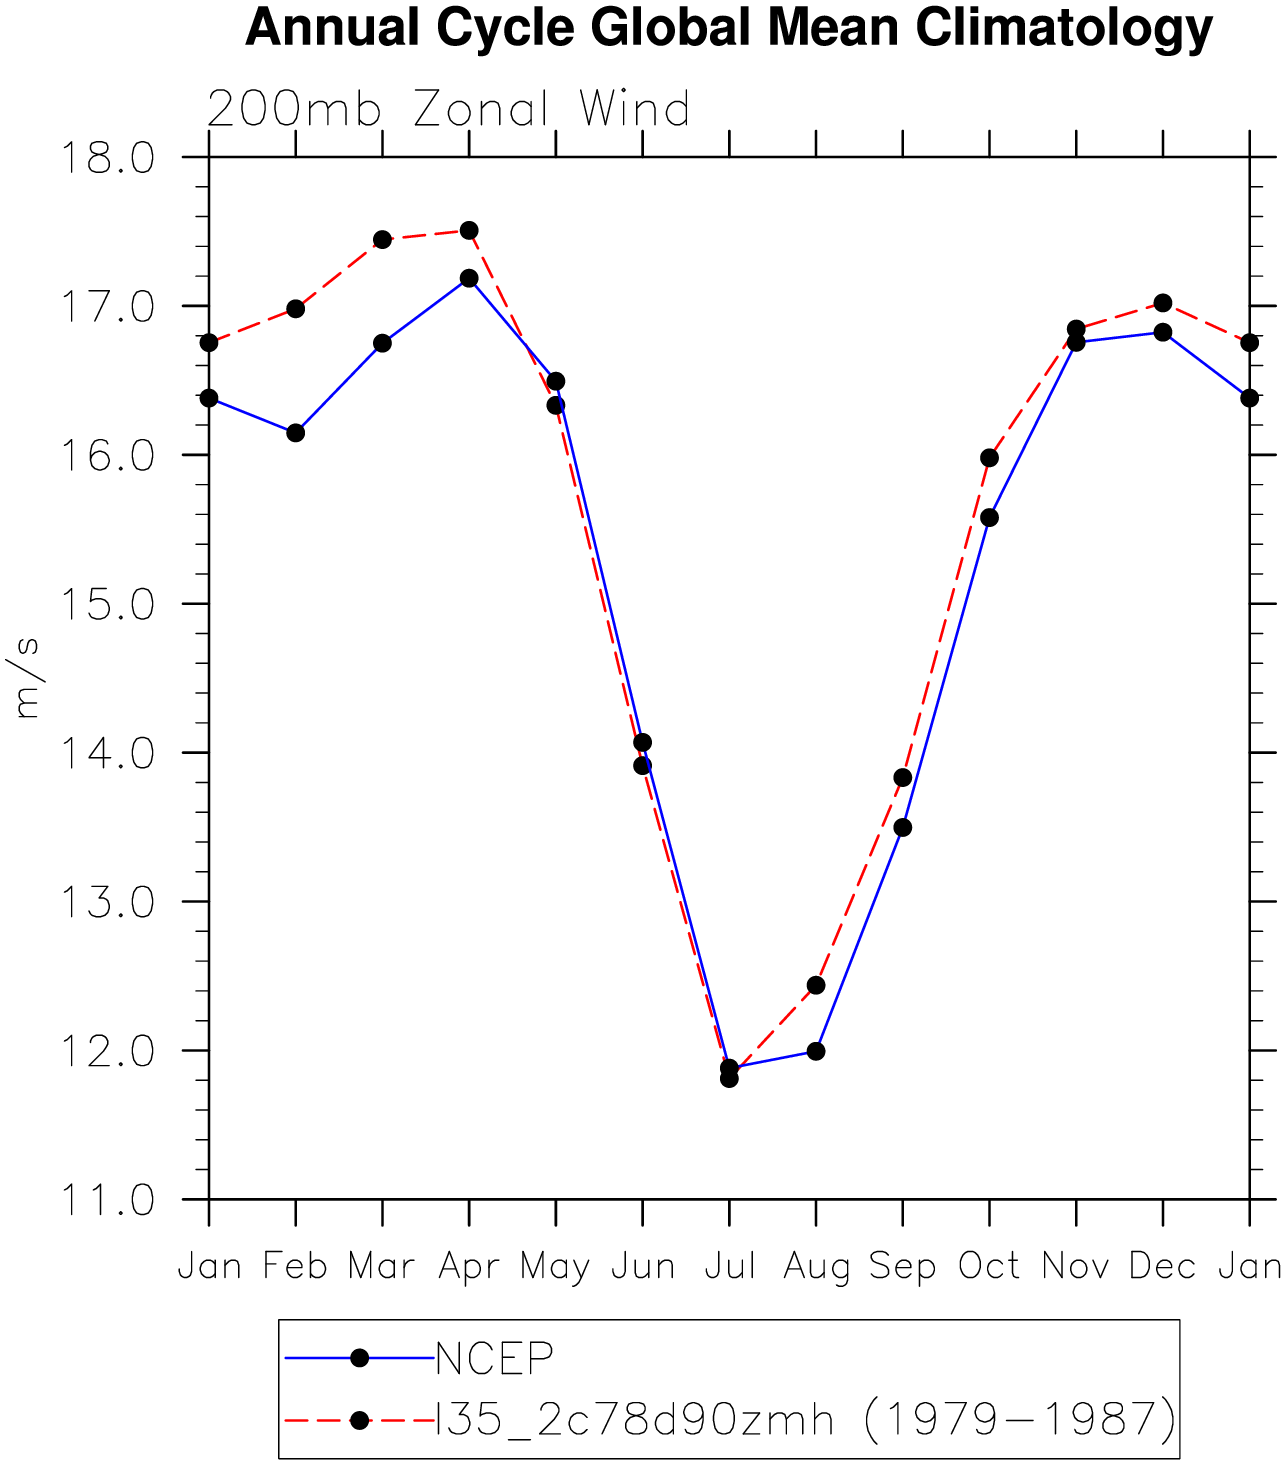 Annual Cycle Global Mean Climatology
200mb Zonal Wind
18.0
17.0
16.0
15.0
14.0
13.0
12.0
11.0
m/s
Jan Feb Mar Apr May Jun Jul Aug Sep Oct Nov Dec Jan
NCEP
I35_2c78d90zmh (1979-1987)